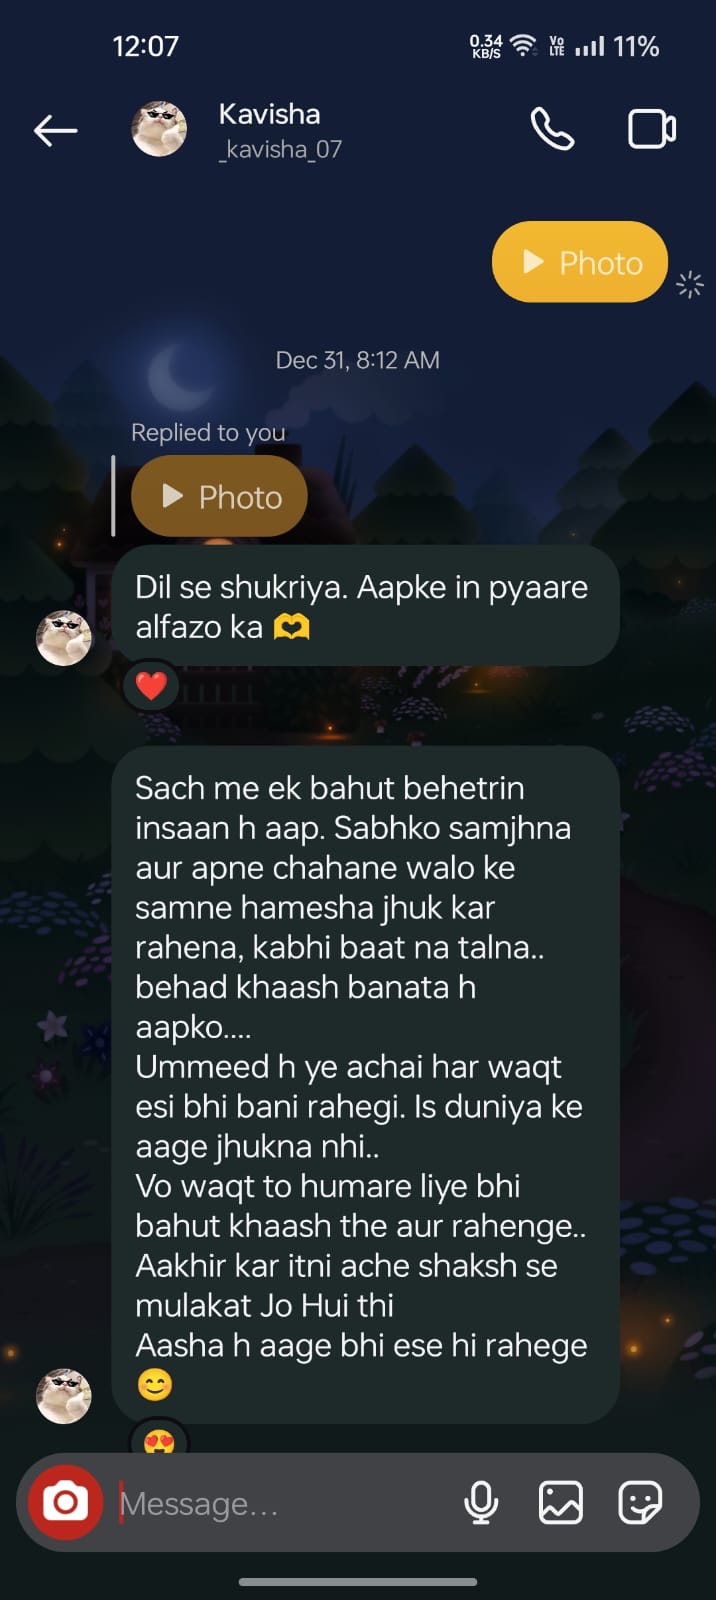 12:07
0.34 KB/S
Vo LTE
11%
Kavisha
_kavisha_07
Photo
Dec 31, 8:12 AM
Replied to you
Photo
Dil se shukriya. Aapke in pyaare
alfazo ka 🫶
❤️
Sach me ek bahut behetrin
insaan h aap. Sabhko samjhna
aur apne chahane walo ke
samne hamesha jhuk kar
rahena, kabhi baat na talna..
behad khaash banata h
aapko....
Ummeed h ye achai har waqt
esi bhi bani rahegi. Is duniya ke
aage jhukna nhi..
Vo waqt to humare liye bhi
bahut khaash the aur rahenge..
Aakhir kar itni ache shaksh se
mulakat Jo Hui thi
Aasha h aage bhi ese hi rahege
😊
😍
Message...